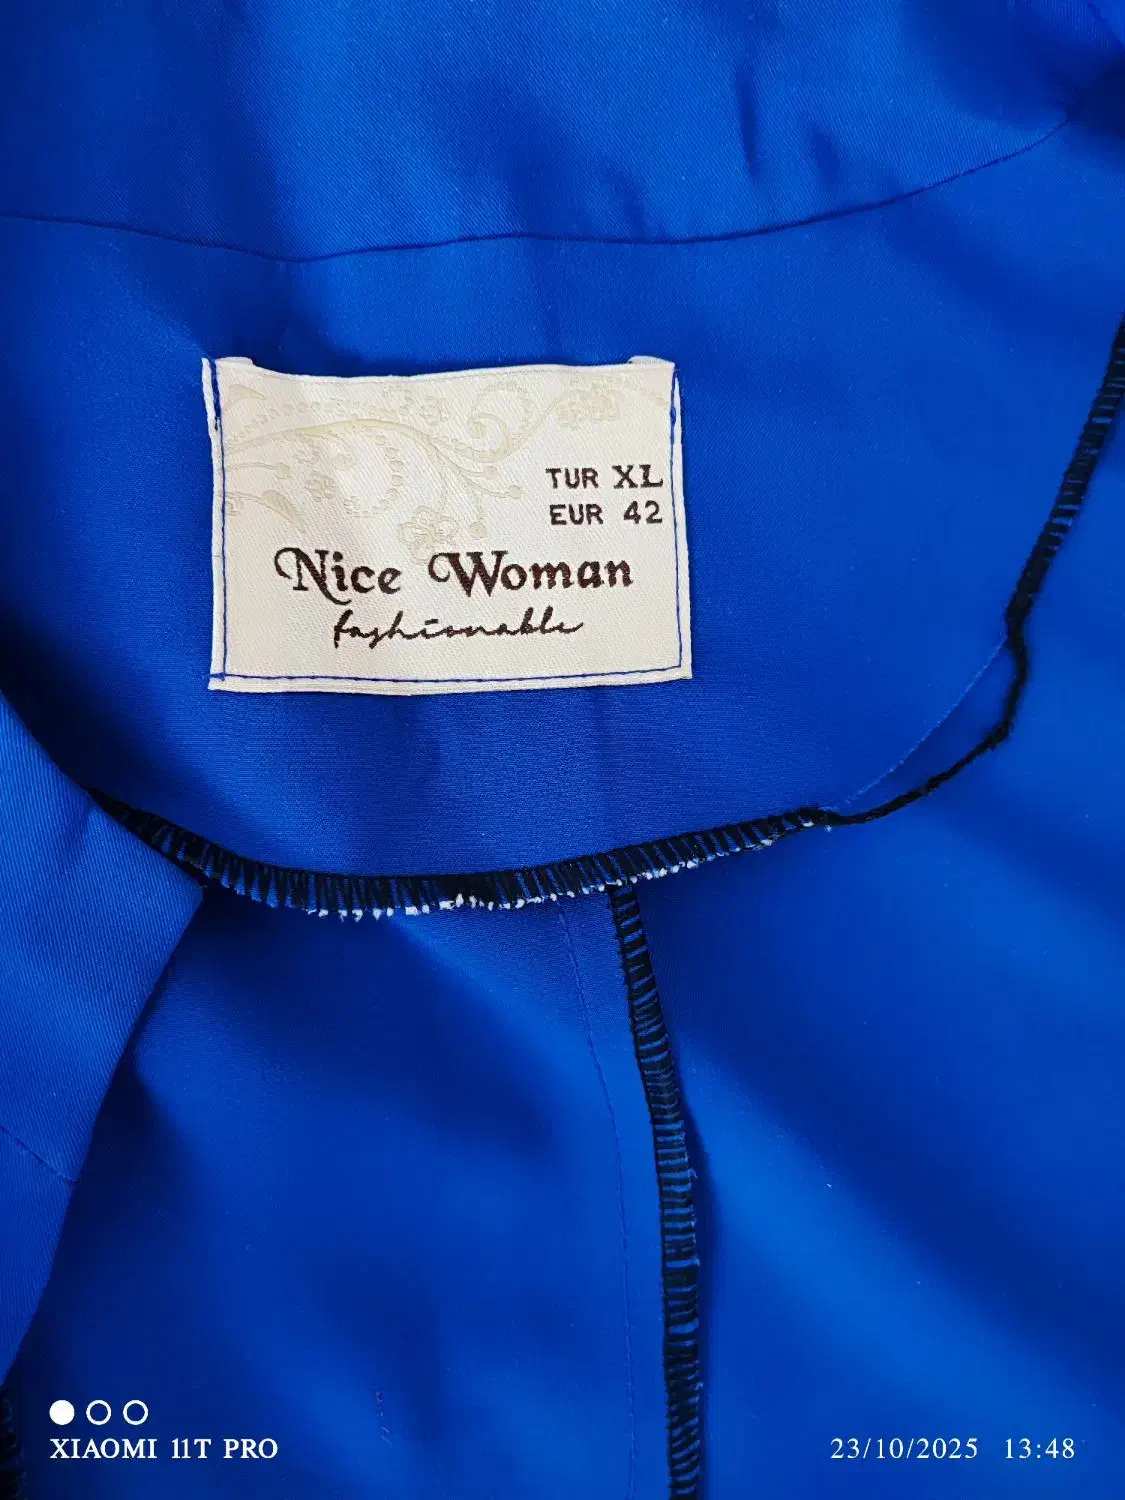 TUR XL
EUR 42
Nice Woman
fashionable
XIAOMI 11T PRO
23/10/2025 13:48